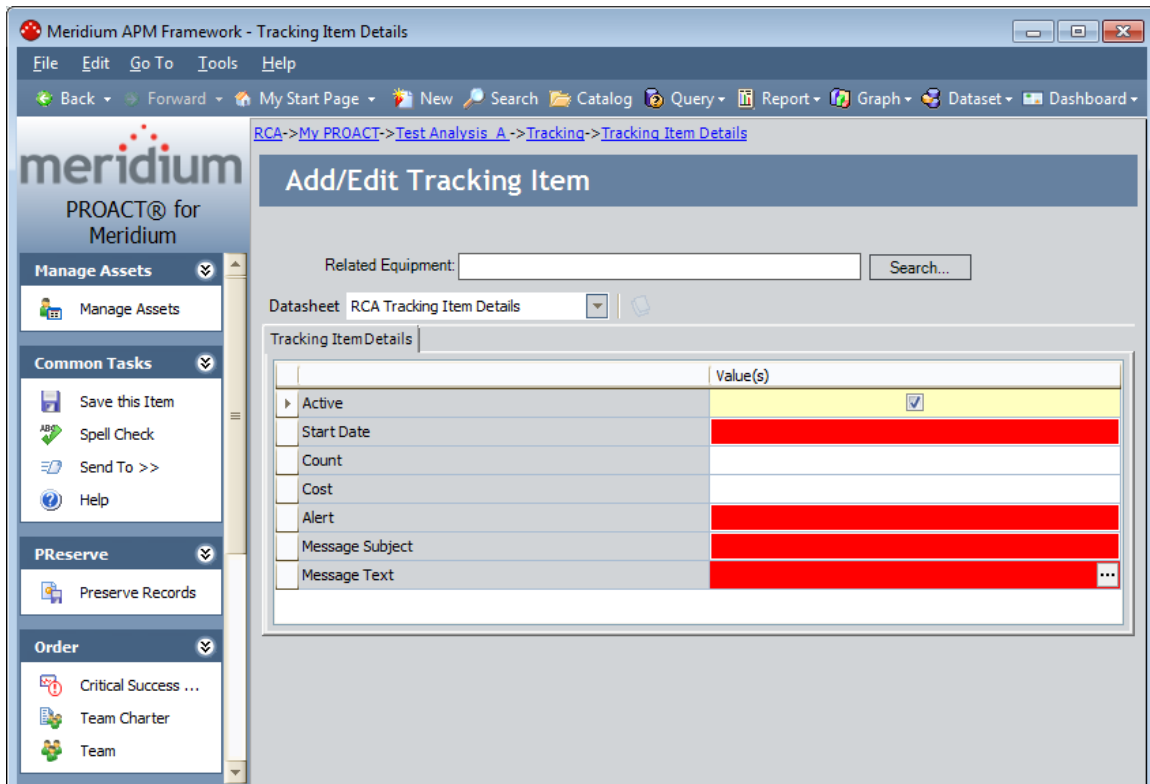 Meridium APM Framework - Tracking Item Details
File Edit Go To Tools Help
Back Forward My Start Page New Search Catalog Query Report Graph Dataset Dashboard
RCA->My PROACT->Test Analysis A ->Tracking->Tracking Item Details
meridium
PROACT® for
Meridium
Add/Edit Tracking Item
Manage Assets
Manage Assets
Common Tasks
Save this Item
ABC
Spell Check
Send To >>
Help
PReserve
Preserve Records
Order
Critical Success ...
Team Charter
Team
Related Equipment:
Search...
Datasheet RCA Tracking Item Details
Tracking Item Details
Value(s)
Active
Start Date
Count
Cost
Alert
Message Subject
Message Text
...